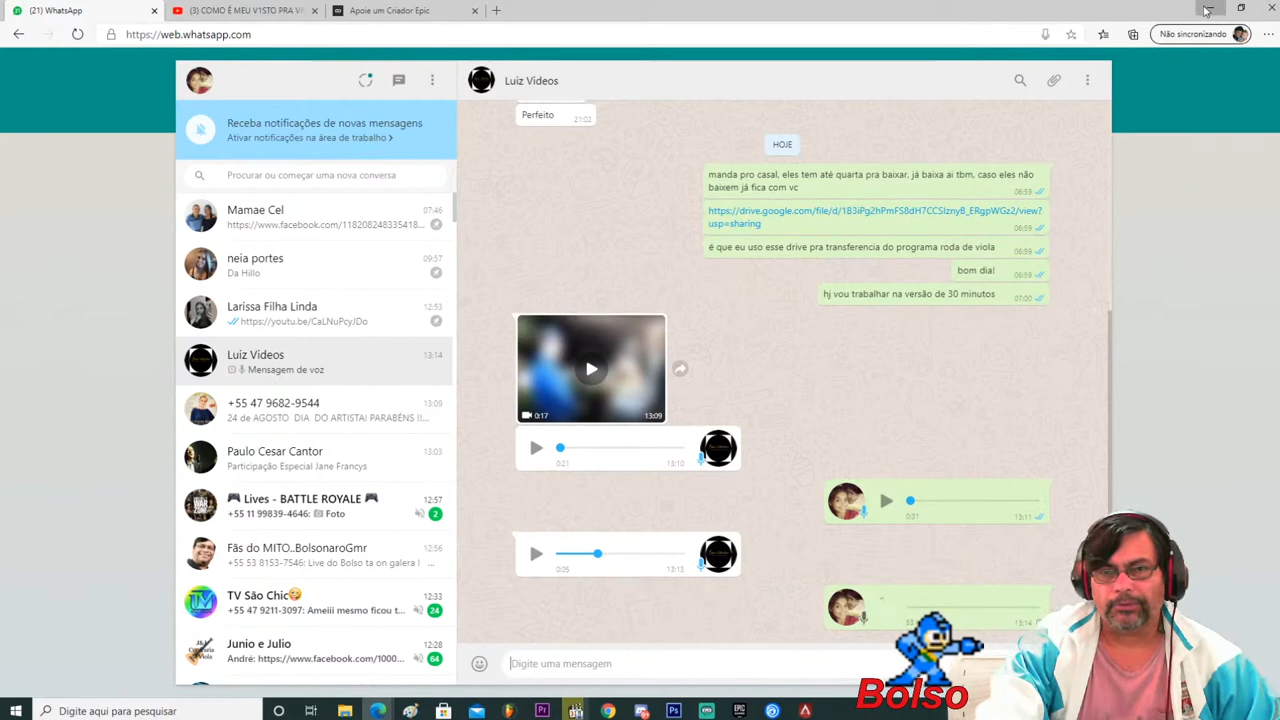 (21) WhatsApp
(3) COMO É MEU V1STO PRA V
Apoie um Criador Epic
https://web.whatsapp.com
Não sincronizando
Luiz Videos
Receba notificações de novas mensagens
Ativar notificações na área de trabalho >
Procurar ou começar uma nova conversa
Mamae Cel
07:46
https://www.facebook.com/118208248335418...
neia portes
09:57
Da Hillo
Larissa Filha Linda
12:53
https://youtu.be/CaLNuPcyJDo
Luiz Videos
13:14
Mensagem de voz
+55 47 9682-9544
13:09
24 de AGOSTO DIA DO ARTISTA! PARABÉNS !!...
Paulo Cesar Cantor
13:03
Participação Especial Jane Francys
Lives - BATTLE ROYALE
12:57
+55 11 99839-4646: Foto
2
Fãs do MITO..BolsonaroGmr
12:56
+55 53 8153-7546: Live do Bolso ta on galera ! ...
TV São Chic
12:33
+55 47 9211-3097: Ameiii mesmo ficou t...
24
Junio e Julio
12:28
André: https://www.facebook.com/1000...
64
Perfeito
21:02
HOJE
manda pro casal, eles tem até quarta pra baixar, já baixa ai tbm, caso eles não
baixem já fica com vc
06:59
https://drive.google.com/file/d/1B3iPg2hPmFS8dH7CCSIznyB_ERgpWGz2/view?
usp=sharing
06:59
é que eu uso esse drive pra transferencia do programa roda de viola
06:59
bom dia!
06:59
hj vou trabalhar na versão de 30 minutos
07:00
0:17
13:09
0:21
13:10
0:31
13:11
0:05
13:13
13:14
Digite uma mensagem
Bolso
Digite aqui para pesquisar